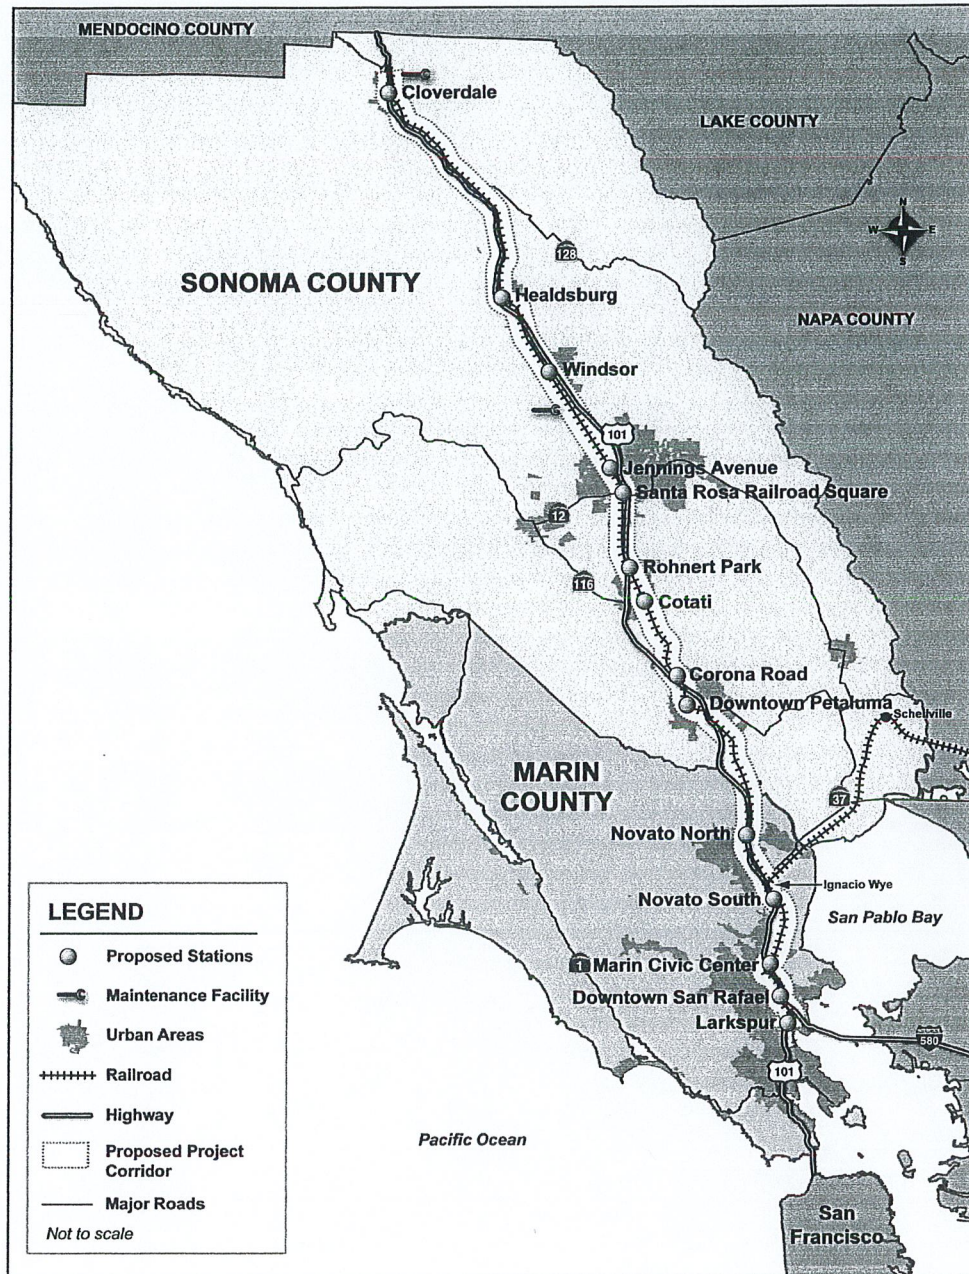 MENDOCINO COUNTY
Cloverdale
LAKE COUNTY
N
W E
S
128
SONOMA COUNTY
Healdsburg
NAPA COUNTY
Windsor
101
Jennings Avenue
Santa Rosa Railroad Square
12
Rohnert Park
116
Cotati
Corona Road
Downtown Petaluma
Schellville
MARIN
COUNTY
37
Novato North
Ignacio Wye
Novato South
San Pablo Bay
1
Marin Civic Center
Downtown San Rafael
Larkspur
580
101
Pacific Ocean
San
Francisco
LEGEND
Proposed Stations
Maintenance Facility
Urban Areas
Railroad
Highway
Proposed Project
Corridor
Major Roads
Not to scale